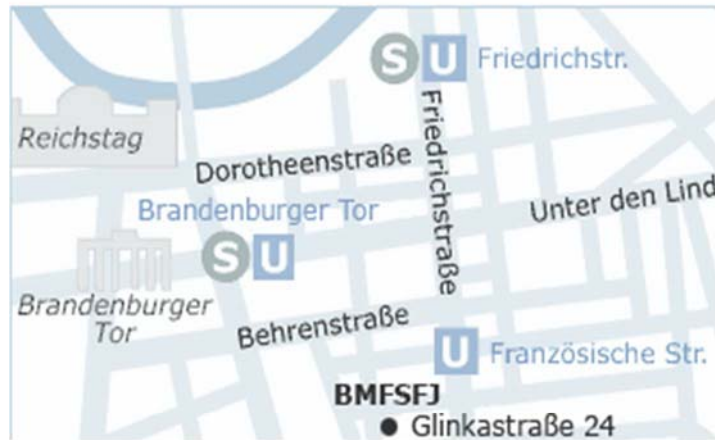 S U Friedrichstr.
Reichstag
Friedrichstraße
Dorotheenstraße
Brandenburger Tor
Unter den Lind
S U
Brandenburger
Tor
Behrenstraße
U Französische Str.
BMFSFJ
Glinkastraße 24